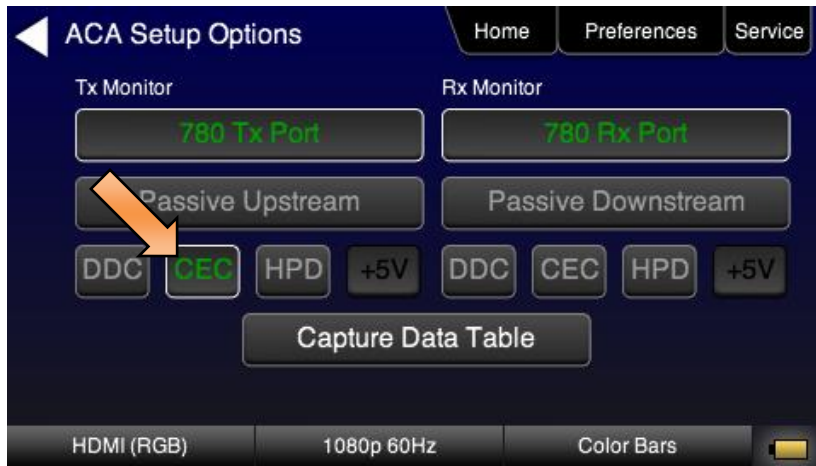 ACA Setup Options
Home
Preferences
Service
Tx Monitor
Rx Monitor
780 Tx Port
780 Rx Port
Passive Upstream
Passive Downstream
DDC
CEC
HPD
+5V
DDC
CEC
HPD
+5V
Capture Data Table
HDMI (RGB)
1080p 60Hz
Color Bars